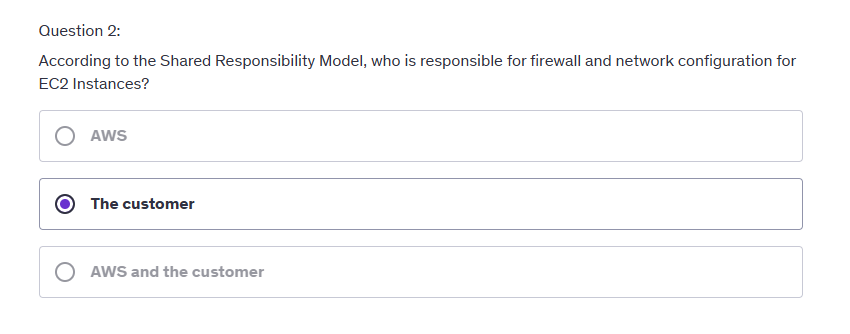 Question 2:
According to the Shared Responsibility Model, who is responsible for firewall and network configuration for
EC2 Instances?
AWS
The customer
AWS and the customer